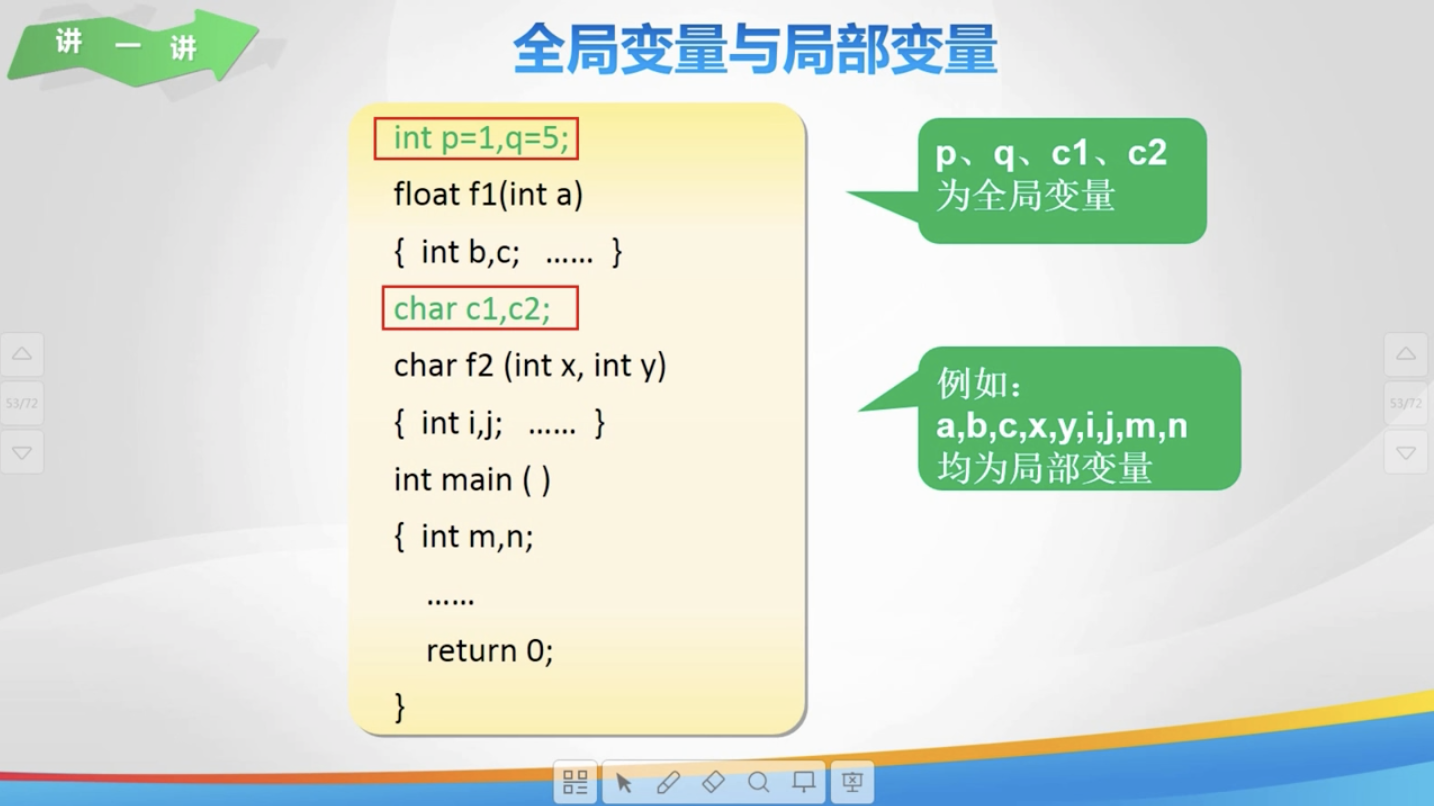 讲一讲
全局变量与局部变量
int p=1,q=5;
float f1(int a)
{ int b,c; …… }
char c1,c2;
char f2 (int x, int y)
{ int i,j; …… }
int main ( )
{ int m,n;
……
return 0;
}
p、q、c1、c2
为全局变量
例如：
a,b,c,x,y,i,j,m,n
均为局部变量
53/72
53/72